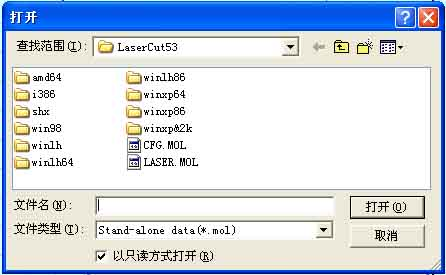 打开
查找范围(I): LaserCut53
amd64
i386
shx
win98
winlh
winlh64
winlh86
winxp64
winxp86
winxp&2k
CFG.MOL
LASER.MOL
文件名(N):
打开(O)
文件类型(T): Stand-alone data(*.mol)
取消
以只读方式打开(R)